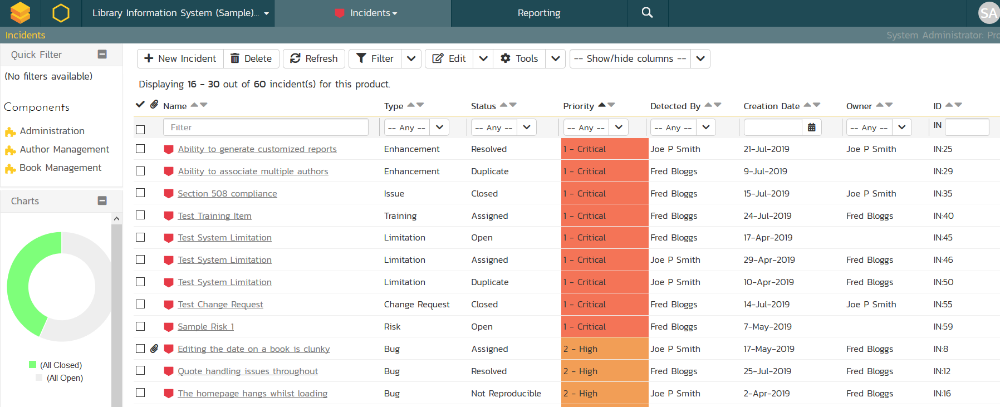 Library Information System (Sample)... Incidents Reporting SA
Incidents System Administrator: Pro
Quick Filter
(No filters available)
Components
Administration
Author Management
Book Management
Charts
(All Closed)
(All Open)
New Incident Delete Refresh Filter Edit Tools -- Show/hide columns --
Displaying 16 - 30 out of 60 incident(s) for this product.
Name Type Status Priority Detected By Creation Date Owner ID
Filter -- Any -- -- Any -- -- Any -- -- Any -- -- Any -- IN
Ability to generate customized reports Enhancement Resolved 1 - Critical Joe P Smith 21-Jul-2019 Joe P Smith IN:25
Ability to associate multiple authors Enhancement Duplicate 1 - Critical Fred Bloggs 9-Jul-2019 IN:29
Section 508 compliance Issue Closed 1 - Critical Fred Bloggs 15-Jul-2019 Joe P Smith IN:35
Test Training Item Training Assigned 1 - Critical Fred Bloggs 24-Jul-2019 Fred Bloggs IN:40
Test System Limitation Limitation Open 1 - Critical Fred Bloggs 17-Apr-2019 IN:45
Test System Limitation Limitation Assigned 1 - Critical Joe P Smith 29-Apr-2019 Fred Bloggs IN:46
Test System Limitation Limitation Duplicate 1 - Critical Joe P Smith 10-Apr-2019 Fred Bloggs IN:50
Test Change Request Change Request Closed 1 - Critical Fred Bloggs 14-Jul-2019 Joe P Smith IN:55
Sample Risk 1 Risk Open 1 - Critical Fred Bloggs 7-May-2019 IN:59
Editing the date on a book is clunky Bug Assigned 2 - High Joe P Smith 17-May-2019 Fred Bloggs IN:8
Quote handling issues throughout Bug Resolved 2 - High Fred Bloggs 25-Jul-2019 Fred Bloggs IN:12
The homepage hangs whilst loading Bug Not Reproducible 2 - High Joe P Smith 2-Apr-2019 Fred Bloggs IN:16